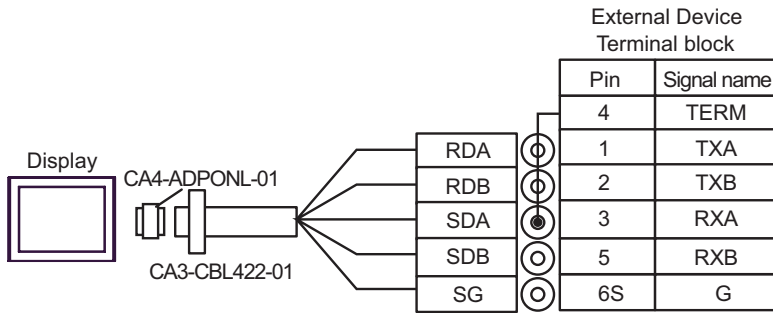 External Device
Terminal block
Pin Signal name
4 TERM
RDA 1 TXA
Display
CA4-ADPONL-01
RDB 2 TXB
SDA 3 RXA
SDB 5 RXB
CA3-CBL422-01
SG 6S G